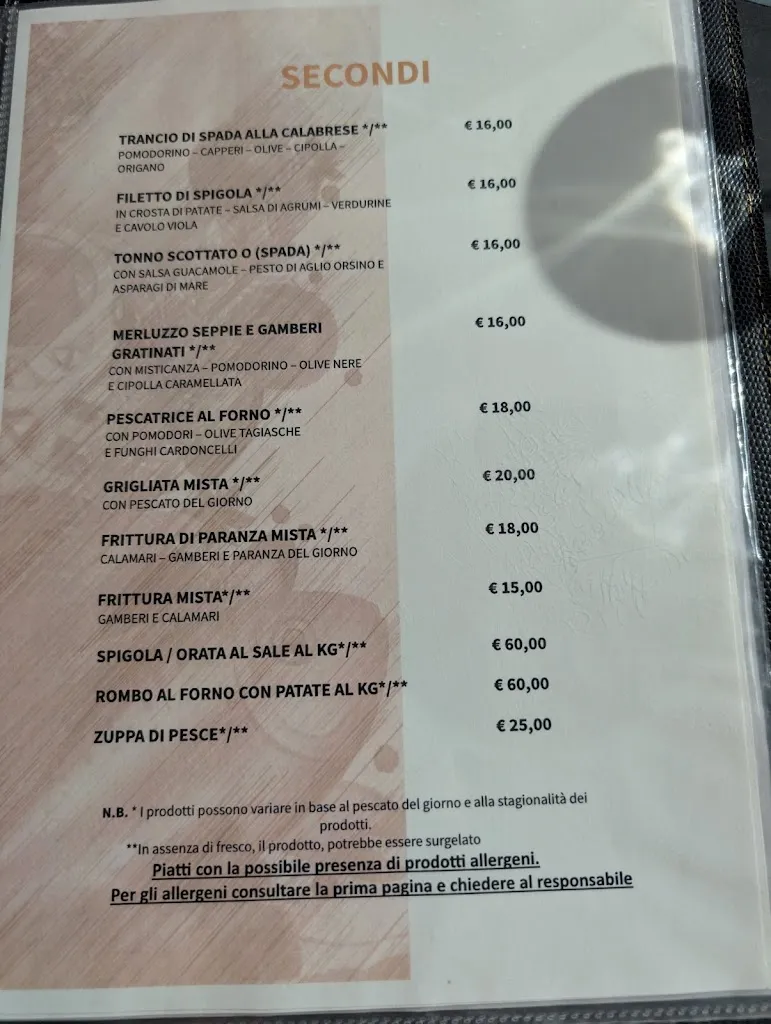 SECONDI
TRANCIO DI SPADA ALLA CALABRESE */** € 16,00
POMODORINO – CAPPERI – OLIVE – CIPOLLA –
ORIGANO
FILETTO DI SPIGOLA */** € 16,00
IN CROSTA DI PATATE – SALSA DI AGRUMI – VERDURINE
E CAVOLO VIOLA
TONNO SCOTTATO O (SPADA) */** € 16,00
CON SALSA GUACAMOLE – PESTO DI AGLIO ORSINO E
ASPARAGI DI MARE
MERLUZZO SEPPIE E GAMBERI € 16,00
GRATINATI */**
CON MISTICANZA – POMODORINO – OLIVE NERE
E CIPOLLA CARAMELLATA
PESCATRICE AL FORNO */** € 18,00
CON POMODORI – OLIVE TAGIASCHE
E FUNGHI CARDONCELLI
GRIGLIATA MISTA */** € 20,00
CON PESCATO DEL GIORNO
FRITTURA DI PARANZA MISTA */** € 18,00
CALAMARI – GAMBERI E PARANZA DEL GIORNO
FRITTURA MISTA*/** € 15,00
GAMBERI E CALAMARI
SPIGOLA / ORATA AL SALE AL KG*/** € 60,00
ROMBO AL FORNO CON PATATE AL KG*/** € 60,00
ZUPPA DI PESCE*/** € 25,00
N.B. * I prodotti possono variare in base al pescato del giorno e alla stagionalità dei
prodotti.
**In assenza di fresco, il prodotto, potrebbe essere surgelato
Piatti con la possibile presenza di prodotti allergeni.
Per gli allergeni consultare la prima pagina e chiedere al responsabile